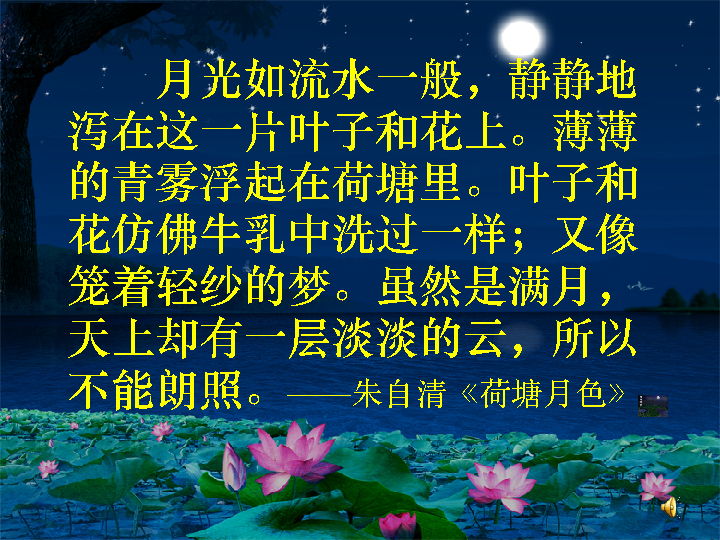 月光如流水一般，静静地
泻在这一片叶子和花上。薄薄
的青雾浮起在荷塘里。叶子和
花仿佛牛乳中洗过一样；又像
笼着轻纱的梦。虽然是满月，
天上却有一层淡淡的云，所以
不能朗照。——朱自清《荷塘月色》